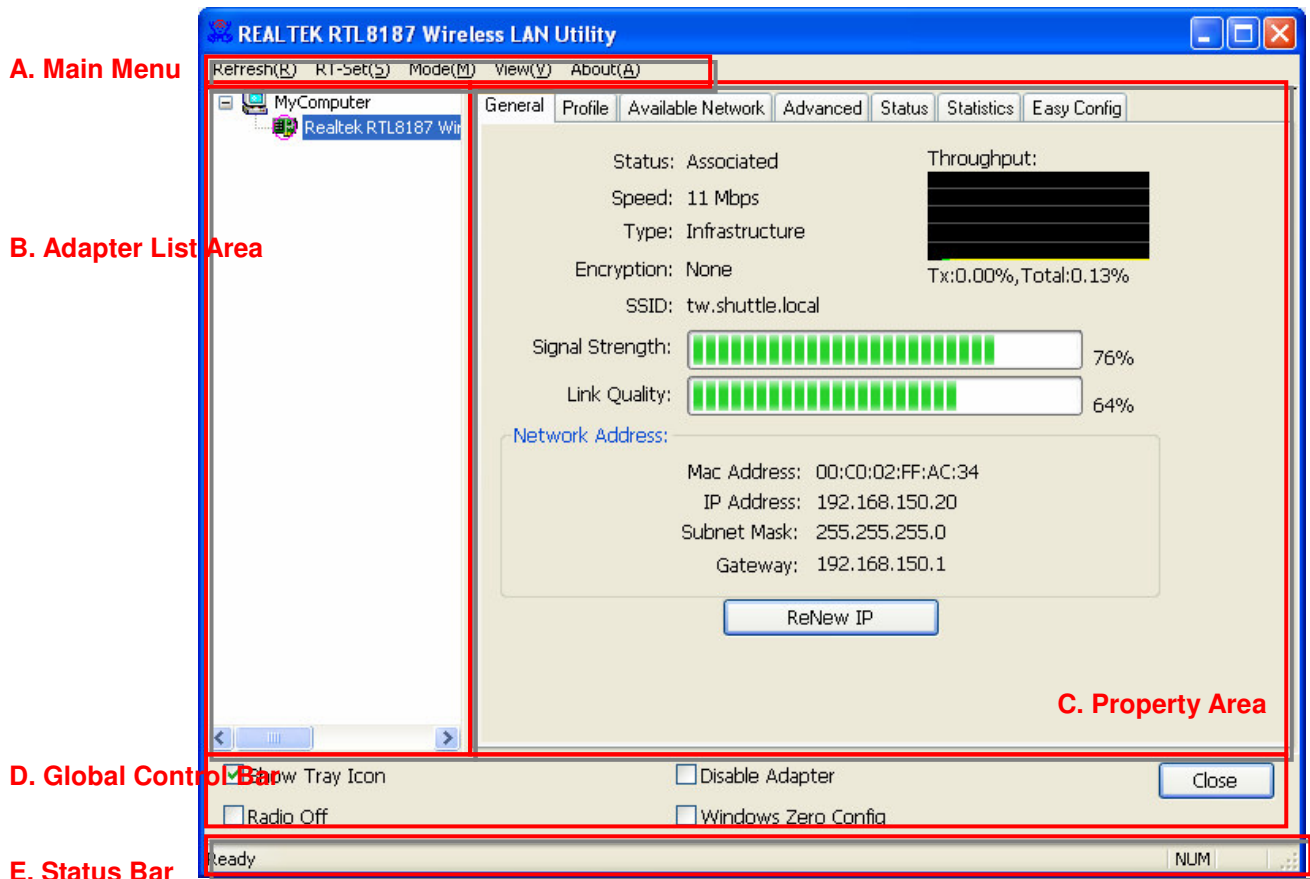 REALTEK RTL8187 Wireless LAN Utility
A. Main Menu
Refresh(R) RT-Set(S) Mode(M) View(V) About(A)
MyComputer
Realtek RTL8187 Wir
General Profile Available Network Advanced Status Statistics Easy Config
Status: Associated
Throughput:
Speed: 11 Mbps
Type: Infrastructure
B. Adapter List Area
Encryption: None
Tx:0.00%,Total:0.13%
SSID: tw.shuttle.local
Signal Strength: 76%
Link Quality: 64%
Network Address:
Mac Address: 00:C0:02:FF:AC:34
IP Address: 192.168.150.20
Subnet Mask: 255.255.255.0
Gateway: 192.168.150.1
ReNew IP
C. Property Area
D. Global Control Bar
Show Tray Icon
Disable Adapter
Close
Radio Off
Windows Zero Config
E. Status Bar
Ready
NUM